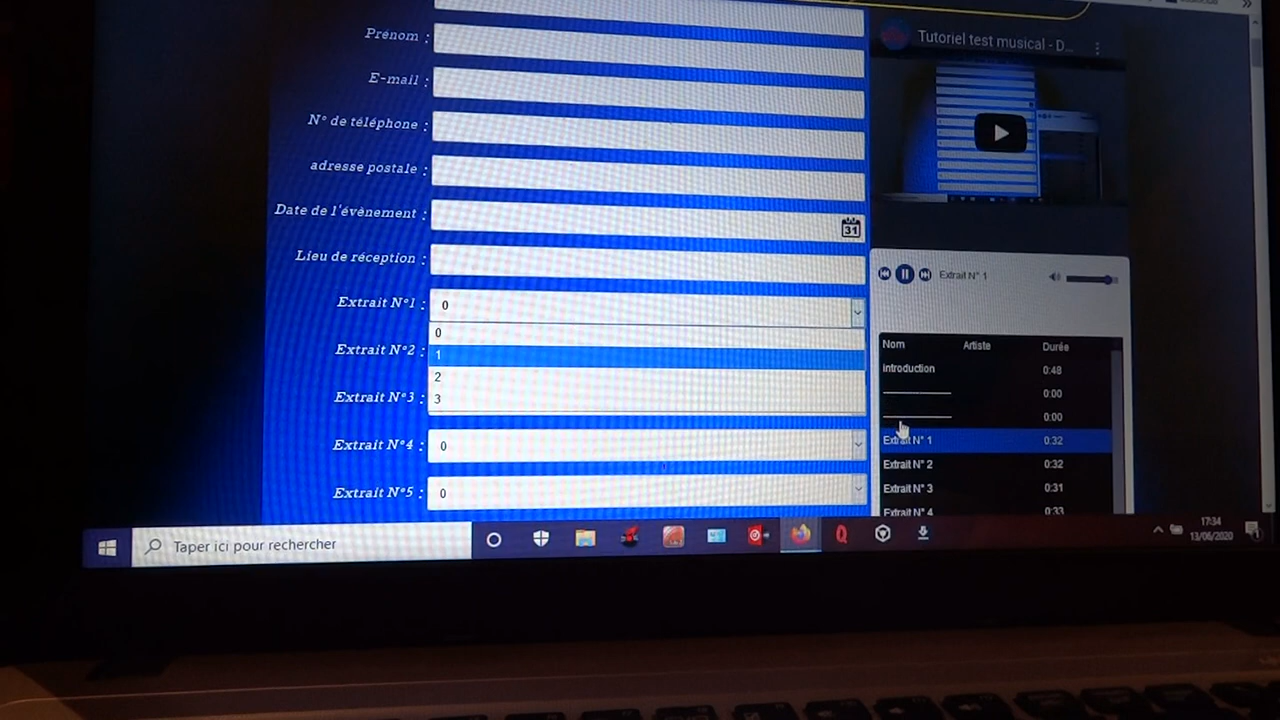 Prénom :
E-mail :
N° de téléphone :
adresse postale :
Date de l'évènement :
31
Lieu de réception :
Extrait N°1 :
0
0
1
2
3
Extrait N°2 :
Extrait N°3 :
Extrait N°4 :
0
Extrait N°5 :
0
Tutoriel test musical - D...
Extrait N° 1
Nom Artiste Durée
introduction 0:48
0:00
0:00
Extrait N° 1 0:32
Extrait N° 2 0:32
Extrait N° 3 0:31
Extrait N° 4 0:33
Taper ici pour rechercher
17:34
13/06/2020